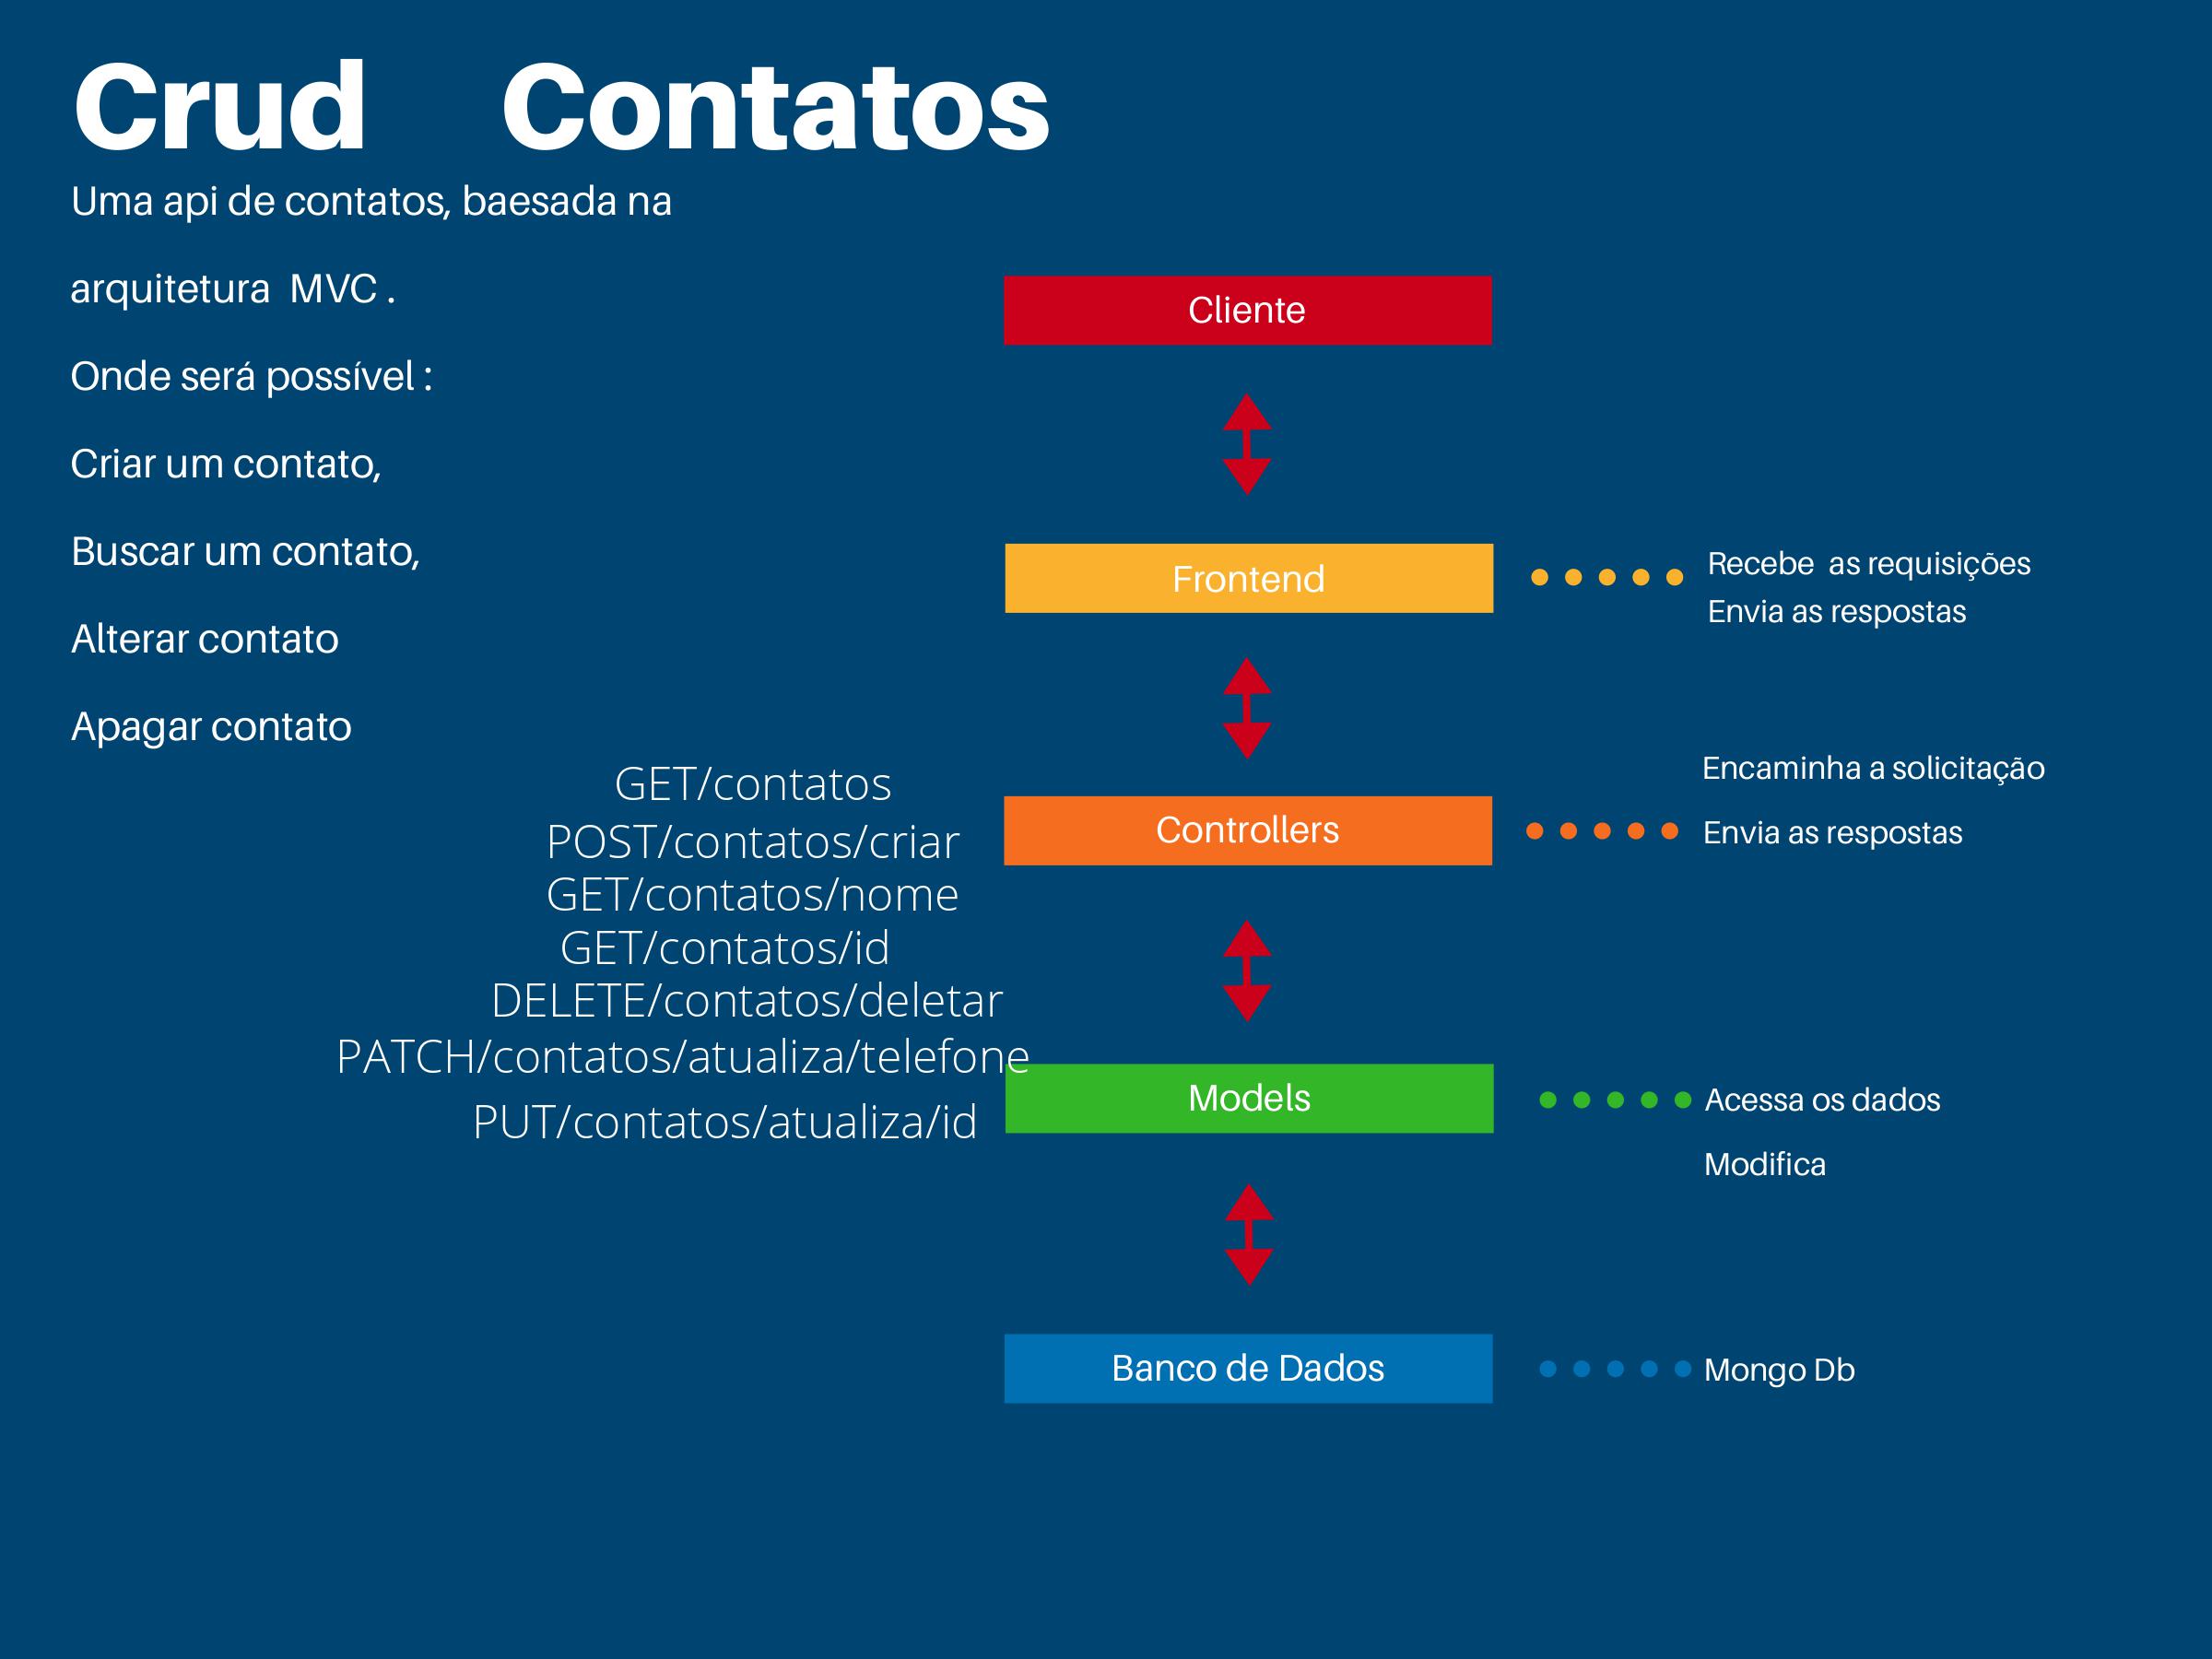 Crud Contatos
Uma api de contatos, baesada na
arquitetura MVC .
Onde será possível :
Criar um contato,
Buscar um contato,
Alterar contato
Apagar contato
GET/contatos
POST/contatos/criar
GET/contatos/nome
GET/contatos/id
DELETE/contatos/deletar
PATCH/contatos/atualiza/telefone
PUT/contatos/atualiza/id
Cliente
Frontend
Recebe as requisições
Envia as respostas
Controllers
Encaminha a solicitação
Envia as respostas
Models
Acessa os dados
Modifica
Banco de Dados
Mongo Db